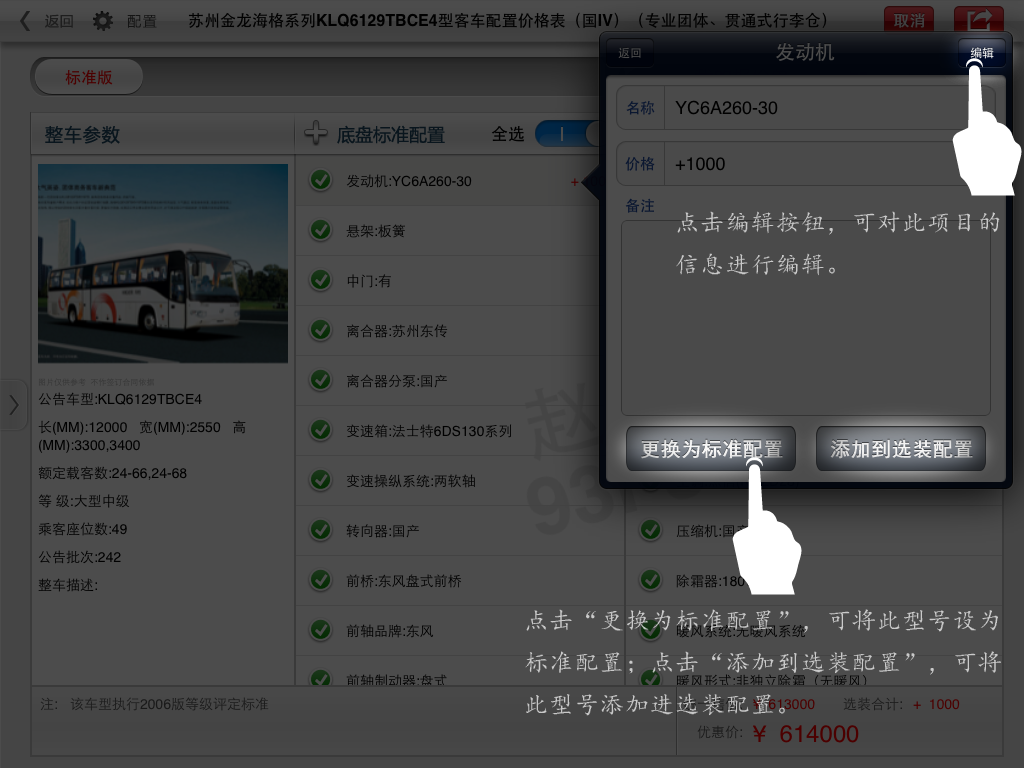 返回
配置
苏州金龙海格系列KLQ6129TBCE4型客车配置价格表（国IV）（专业团体、贯通式行李仓）
取消
标准版
返回
发动机
编辑
名称 YC6A260-30
价格 +1000
备注
点击编辑按钮，可对此项目的
信息进行编辑。
更换为标准配置
添加到选装配置
整车参数
底盘标准配置
全选
图片仅供参考 不作签订合同依据
公告车型:KLQ6129TBCE4
长(MM):12000 宽(MM):2550 高
(MM):3300,3400
额定载客数:24-66,24-68
等 级:大型中级
乘客座位数:49
公告批次:242
整车描述:
发动机:YC6A260-30 +
悬架:板簧
中门:有
离合器:苏州东传
离合器分泵:国产
变速箱:法士特6DS130系列
变速操纵系统:两软轴
转向器:国产
前桥:东风盘式前桥
前轴品牌:东风
前轴制动器:盘式
赵
93
压缩机:国
除霜器:180
暖风系统:无暖风系统
暖风形式:非独立除霜（无暖风）
点击“更换为标准配置”，可将此型号设为
标准配置；点击“添加到选装配置”，可将
此型号添加进选装配置。
注: 该车型执行2006版等级评定标准
¥ 613000
选装合计: + 1000
优惠价: ¥ 614000